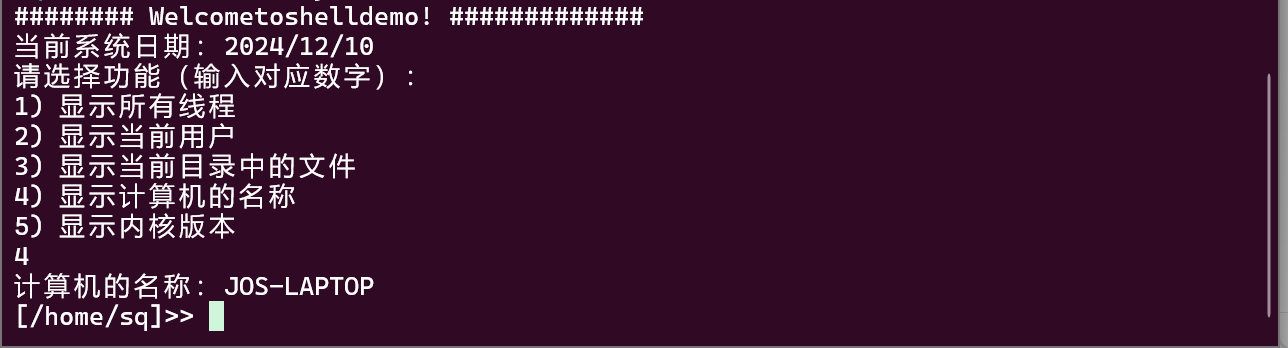 ######## Welcometoshelldemo! #############
当前系统日期: 2024/12/10
请选择功能（输入对应数字）:
1) 显示所有线程
2) 显示当前用户
3) 显示当前目录中的文件
4) 显示计算机的名称
5) 显示内核版本
4
计算机的名称: JOS-LAPTOP
[/home/sq]>>